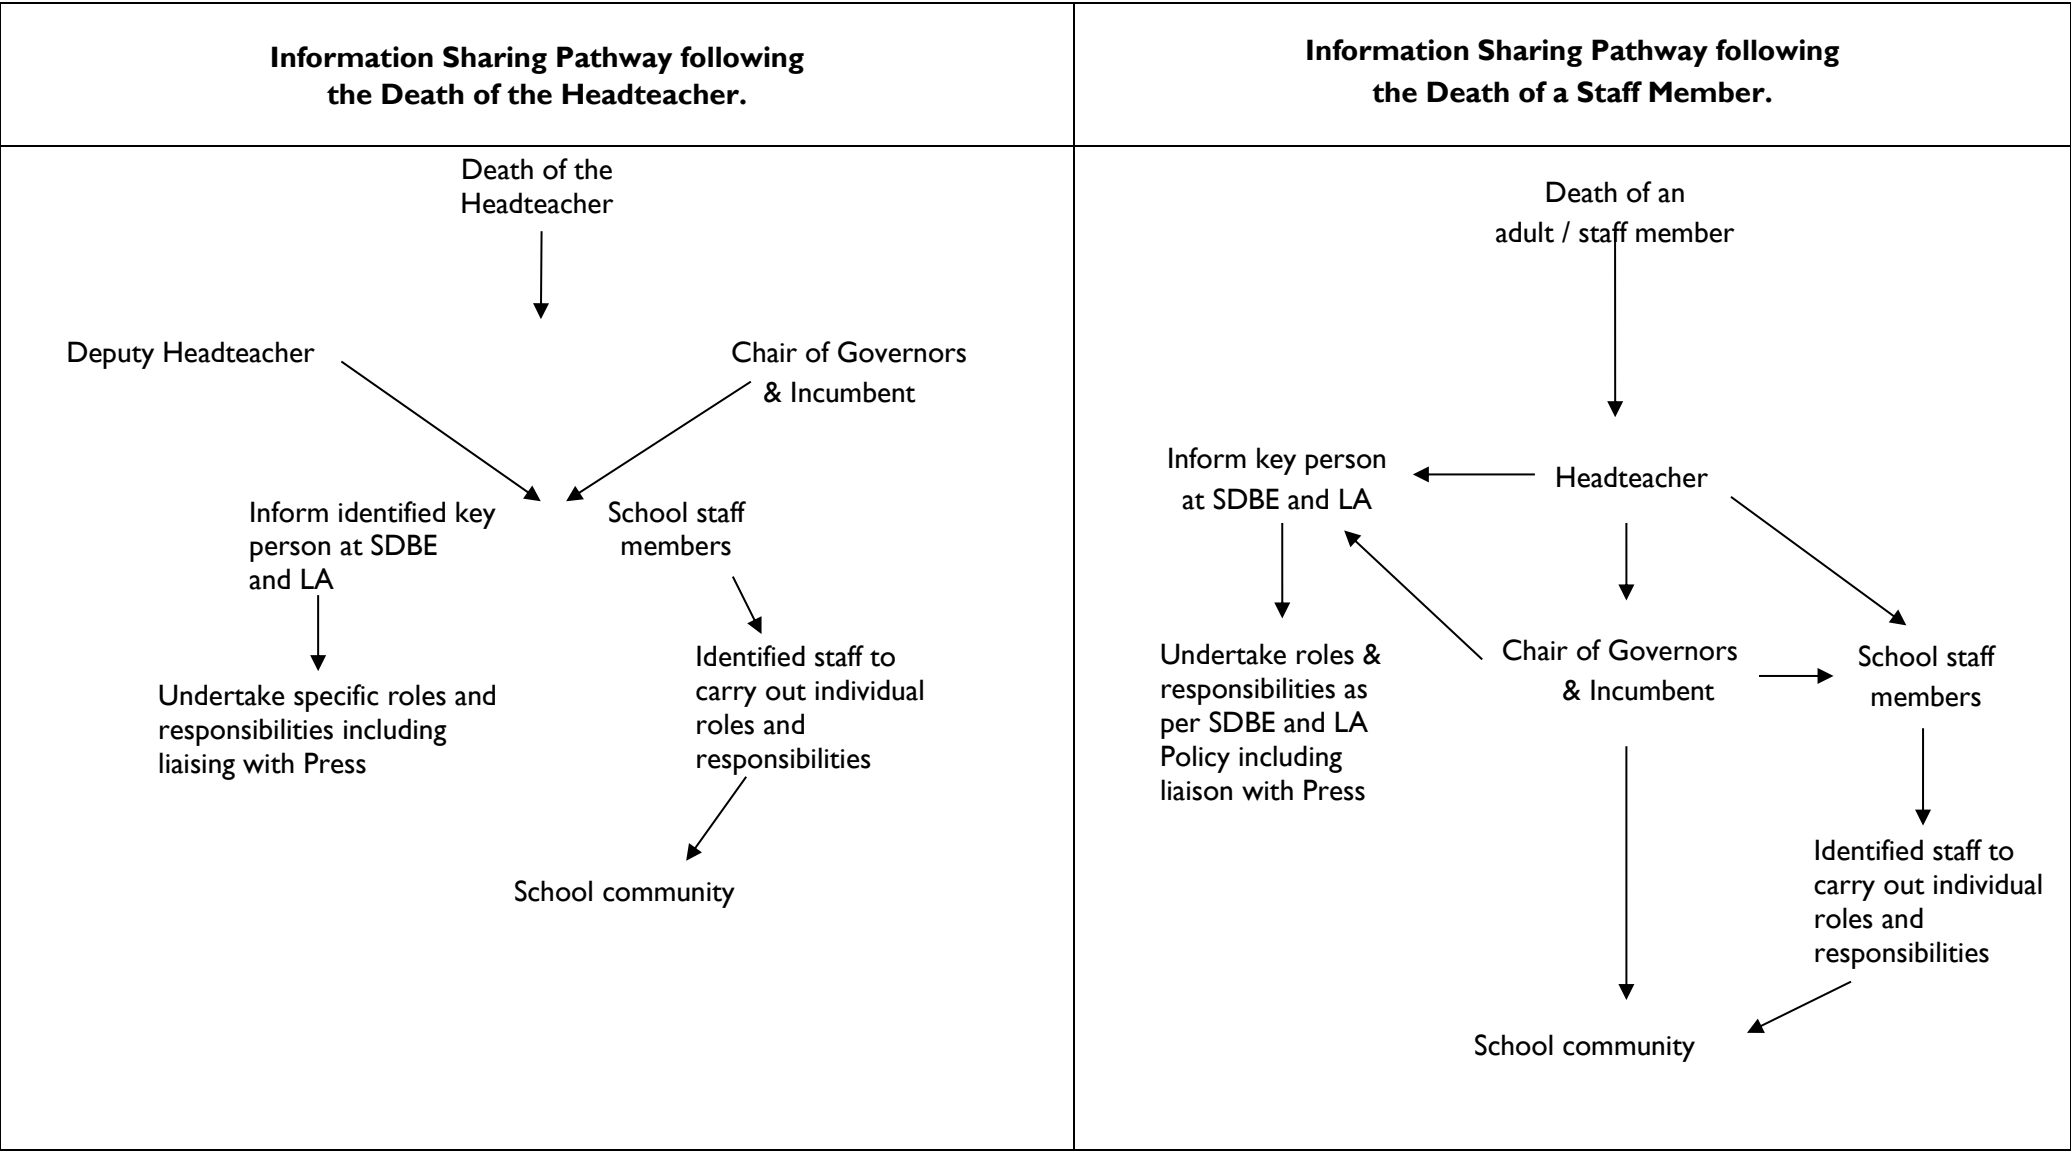 Information Sharing Pathway following
the Death of the Headteacher.
Death of the
Headteacher
Deputy Headteacher
Chair of Governors
& Incumbent
Inform identified key
person at SDBE
and LA
School staff
members
Undertake specific roles and
responsibilities including
liaising with Press
Identified staff to
carry out individual
roles and
responsibilities
School community
Information Sharing Pathway following
the Death of a Staff Member.
Death of an
adult / staff member
Inform key person
at SDBE and LA
Headteacher
Undertake roles &
responsibilities as
per SDBE and LA
Policy including
liaison with Press
Chair of Governors
& Incumbent
School staff
members
Identified staff to
carry out individual
roles and
responsibilities
School community